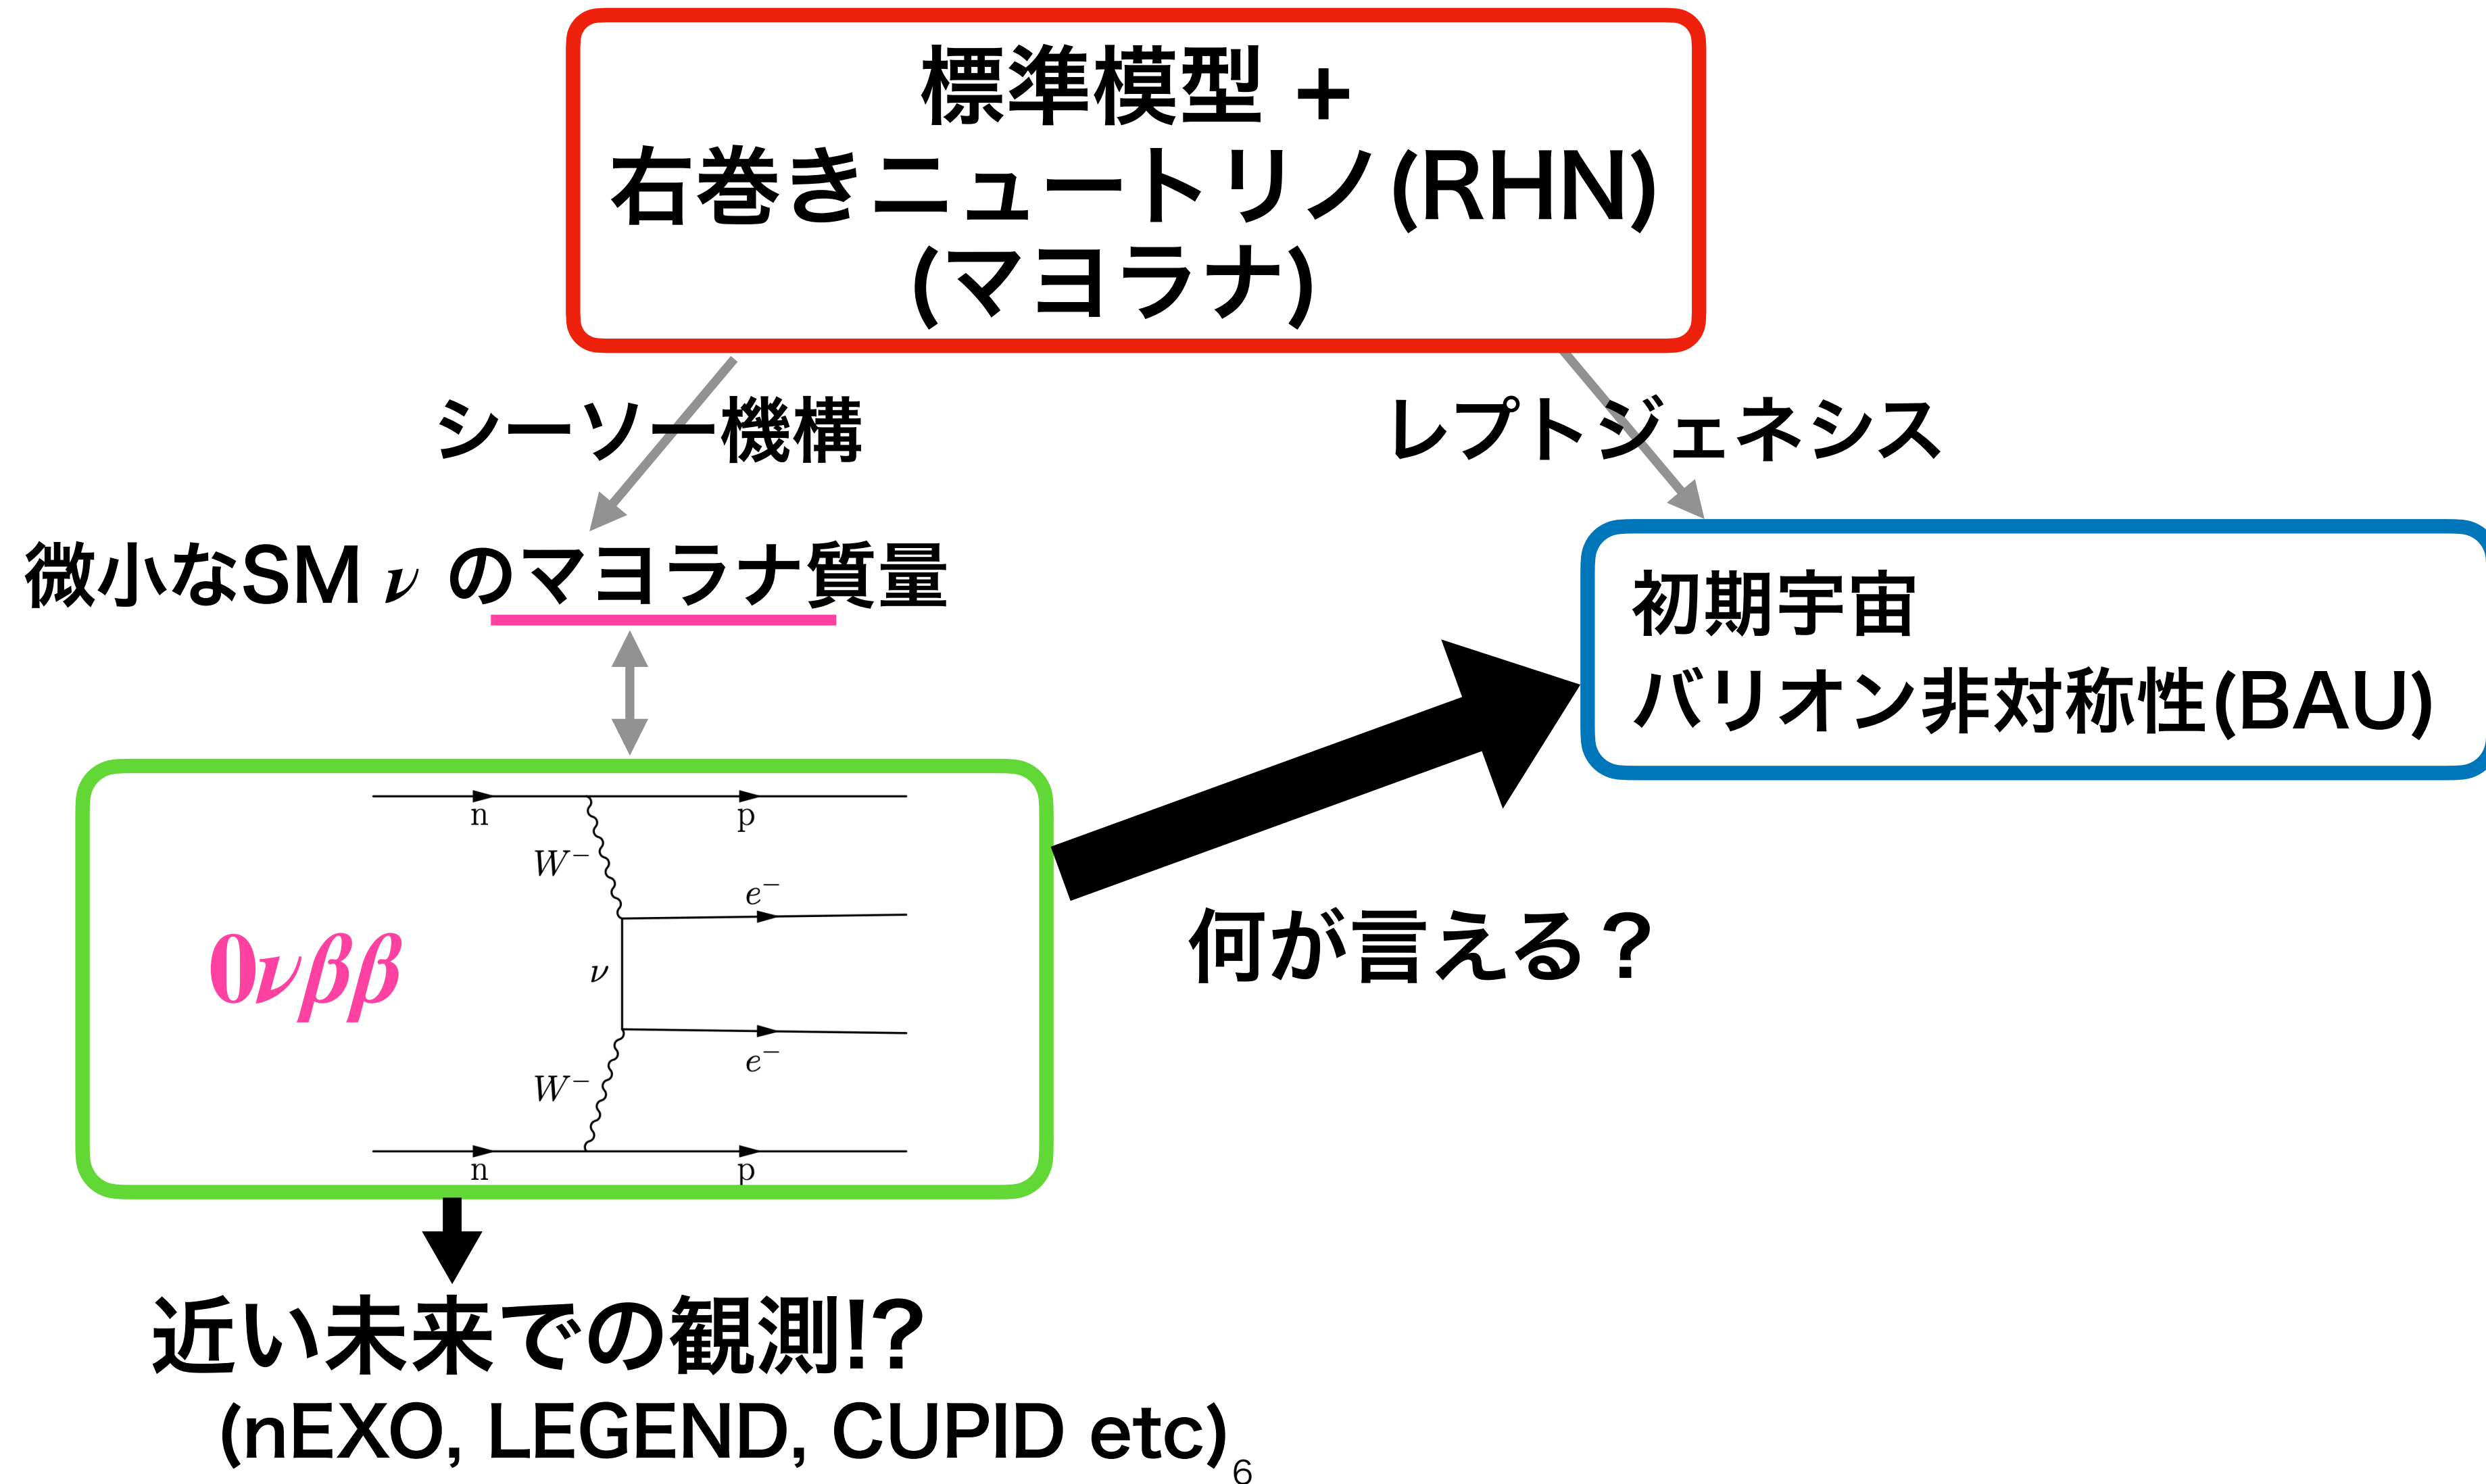 標準模型 +
右巻きニュートリノ(RHN)
(マヨラナ)
シーソー機構
レプトジェネシス
微小なSM ν のマヨラナ質量
初期宇宙
バリオン非対称性(BAU)
n
p
W⁻
e⁻
0νββ
ν
何が言える？
e⁻
W⁻
n
p
近い未来での観測!?
(nEXO, LEGEND, CUPID etc)
6